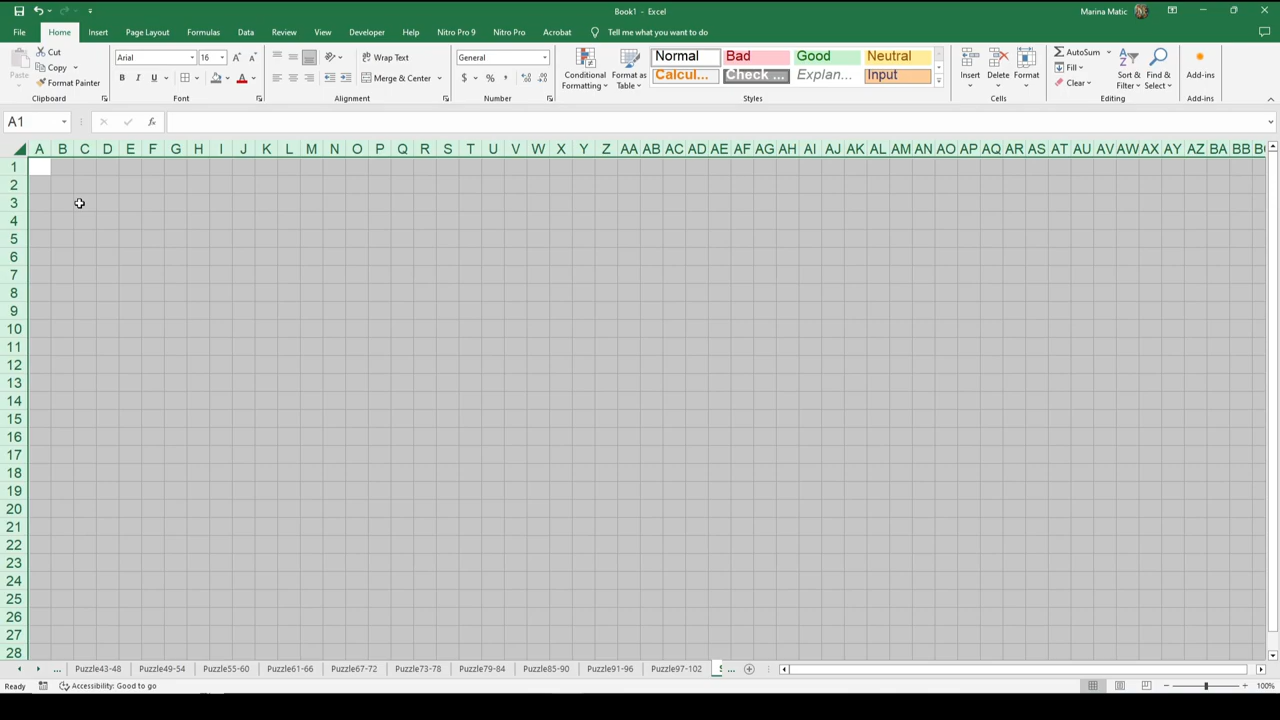 Book1 - Excel
Marina Matic
File Home Insert Page Layout Formulas Data Review View Developer Help Nitro Pro 9 Nitro Pro Acrobat Tell me what you want to do
Paste
Cut
Copy
Format Painter
Clipboard
Arial 16
B I U
Font
Wrap Text
Merge & Center
Alignment
General
$ % ,
Number
Conditional Formatting
Format as Table
Normal Bad Good Neutral
Calcul... Check ... Explan... Input
Styles
Insert Delete Format
Cells
AutoSum
Fill
Clear
Sort & Filter
Find & Select
Editing
Add-ins
Add-ins
A1
fx
A B C D E F G H I J K L M N O P Q R S T U V W X Y Z AA AB AC AD AE AF AG AH AI AJ AK AL AM AN AO AP AQ AR AS AT AU AV AW AX AY AZ BA BB
1
2
3
4
5
6
7
8
9
10
11
12
13
14
15
16
17
18
19
20
21
22
23
24
25
26
27
28
... Puzzle43-48 Puzzle49-54 Puzzle55-60 Puzzle61-66 Puzzle67-72 Puzzle73-78 Puzzle79-84 Puzzle85-90 Puzzle91-96 Puzzle97-102 ...
Ready Accessibility: Good to go 100%